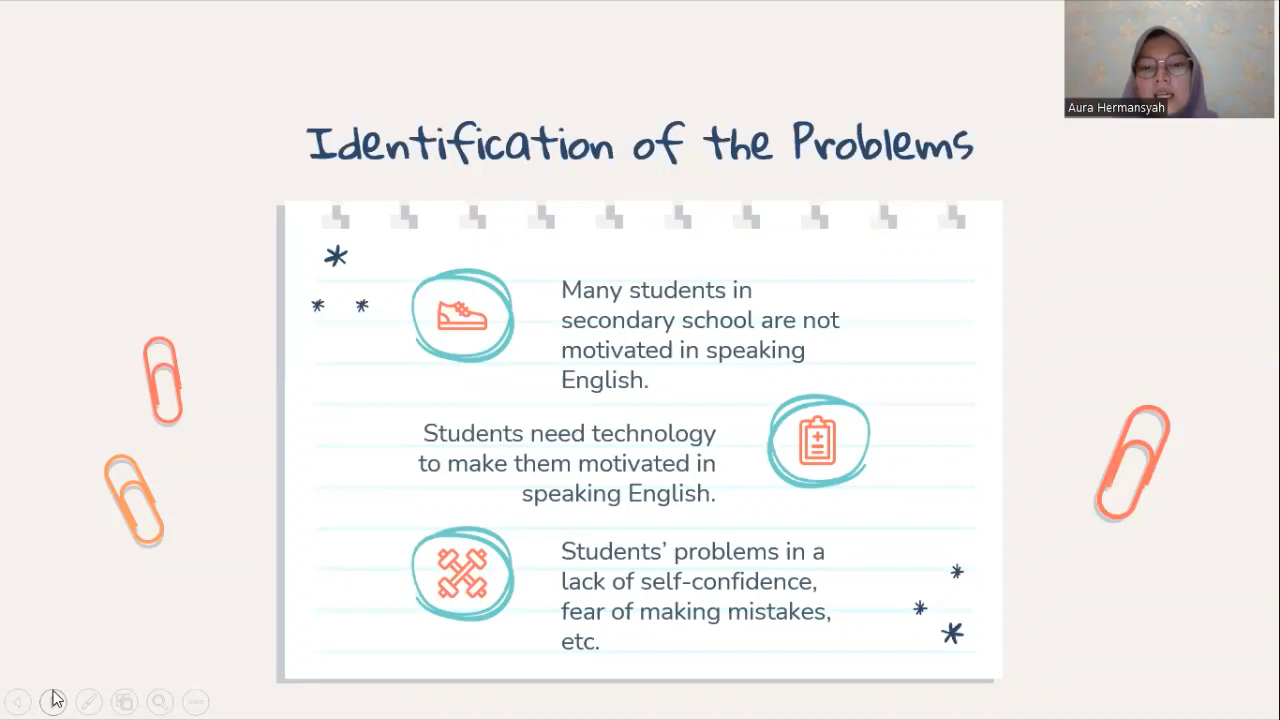 Aura Hermansyah
Identification of the Problems
Many students in
secondary school are not
motivated in speaking
English.
Students need technology
to make them motivated in
speaking English.
Students’ problems in a
lack of self-confidence,
fear of making mistakes,
etc.